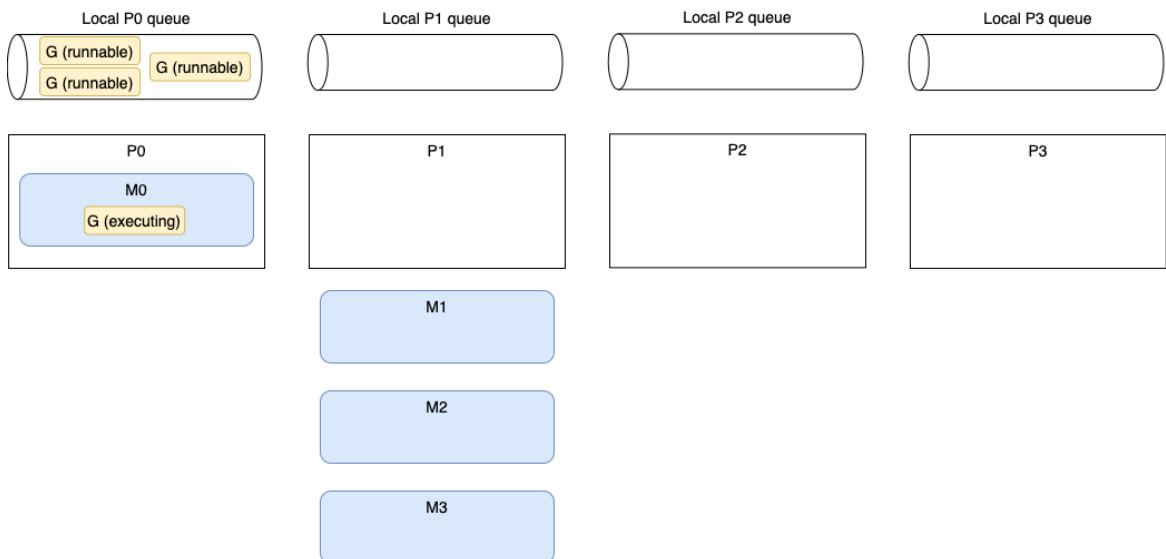 Local P0 queue
Local P1 queue
Local P2 queue
Local P3 queue
G (runnable)
G (runnable)
G (runnable)
P0
P1
P2
P3
M0
G (executing)
M1
M2
M3